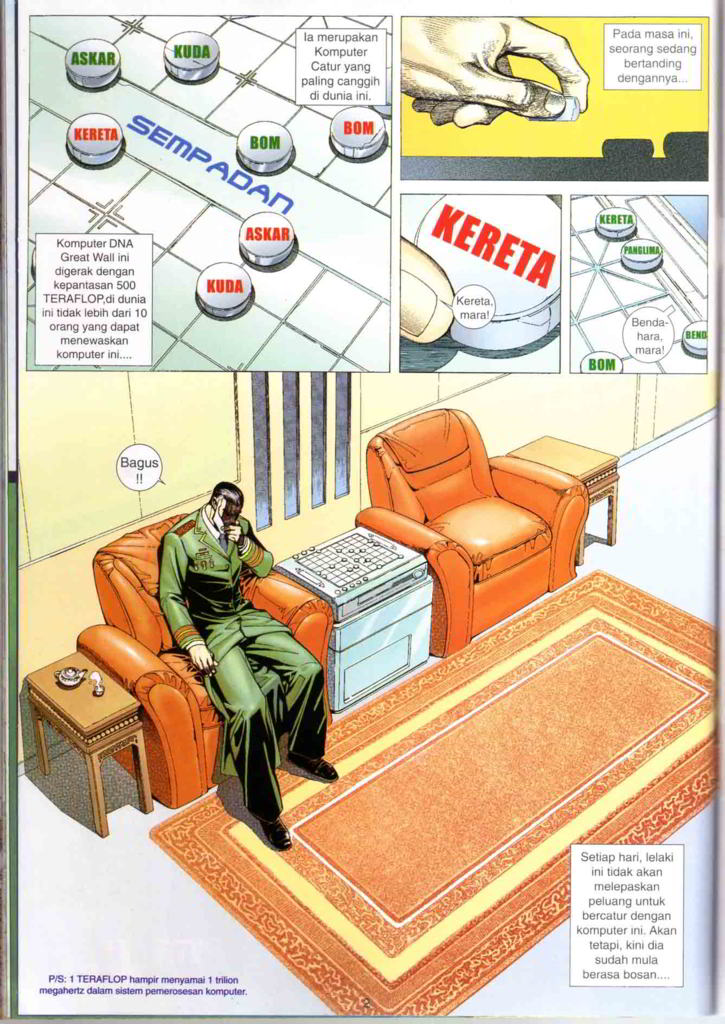 ASKAR
KUDA
Ia merupakan
Komputer
Catur yang
paling canggih
di dunia ini.
KERETA
SEMPADAN
BOM
BOM
ASKAR
KUDA
Komputer DNA
Great Wall ini
digerak dengan
kepantasan 500
TERAFLOP,di dunia
ini tidak lebih dari 10
orang yang dapat
menewaskan
komputer ini....
Pada masa ini,
seorang sedang
bertanding
dengannya...
KERETA
Kereta,
mara!
KERETA
PANGLIMA
Benda-
hara,
mara!
BEND
BOM
Bagus
!!
Setiap hari, lelaki
ini tidak akan
melepaskan
peluang untuk
bercatur dengan
komputer ini. Akan
tetapi, kini dia
sudah mula
berasa bosan....
P/S: 1 TERAFLOP hampir menyamai 1 trilion
megahertz dalam sistem pemerosesan komputer.
2